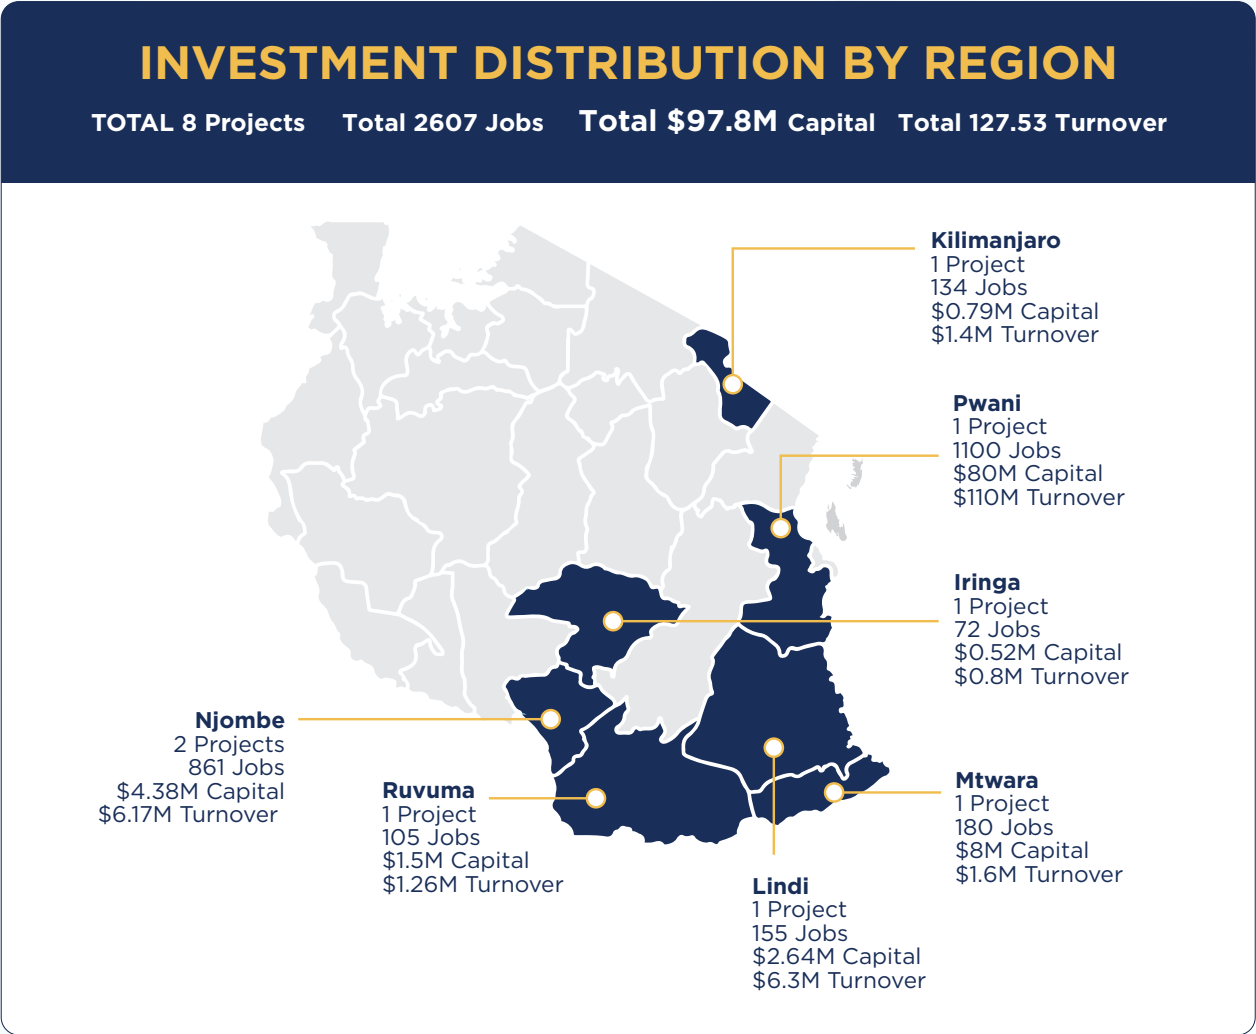 INVESTMENT DISTRIBUTION BY REGION
TOTAL 8 Projects Total 2607 Jobs Total $97.8M Capital Total 127.53 Turnover
Kilimanjaro
1 Project
134 Jobs
$0.79M Capital
$1.4M Turnover
Pwani
1 Project
1100 Jobs
$80M Capital
$110M Turnover
Iringa
1 Project
72 Jobs
$0.52M Capital
$0.8M Turnover
Njombe
2 Projects
861 Jobs
$4.38M Capital
$6.17M Turnover
Ruvuma
1 Project
105 Jobs
$1.5M Capital
$1.26M Turnover
Mtwara
1 Project
180 Jobs
$8M Capital
$1.6M Turnover
Lindi
1 Project
155 Jobs
$2.64M Capital
$6.3M Turnover